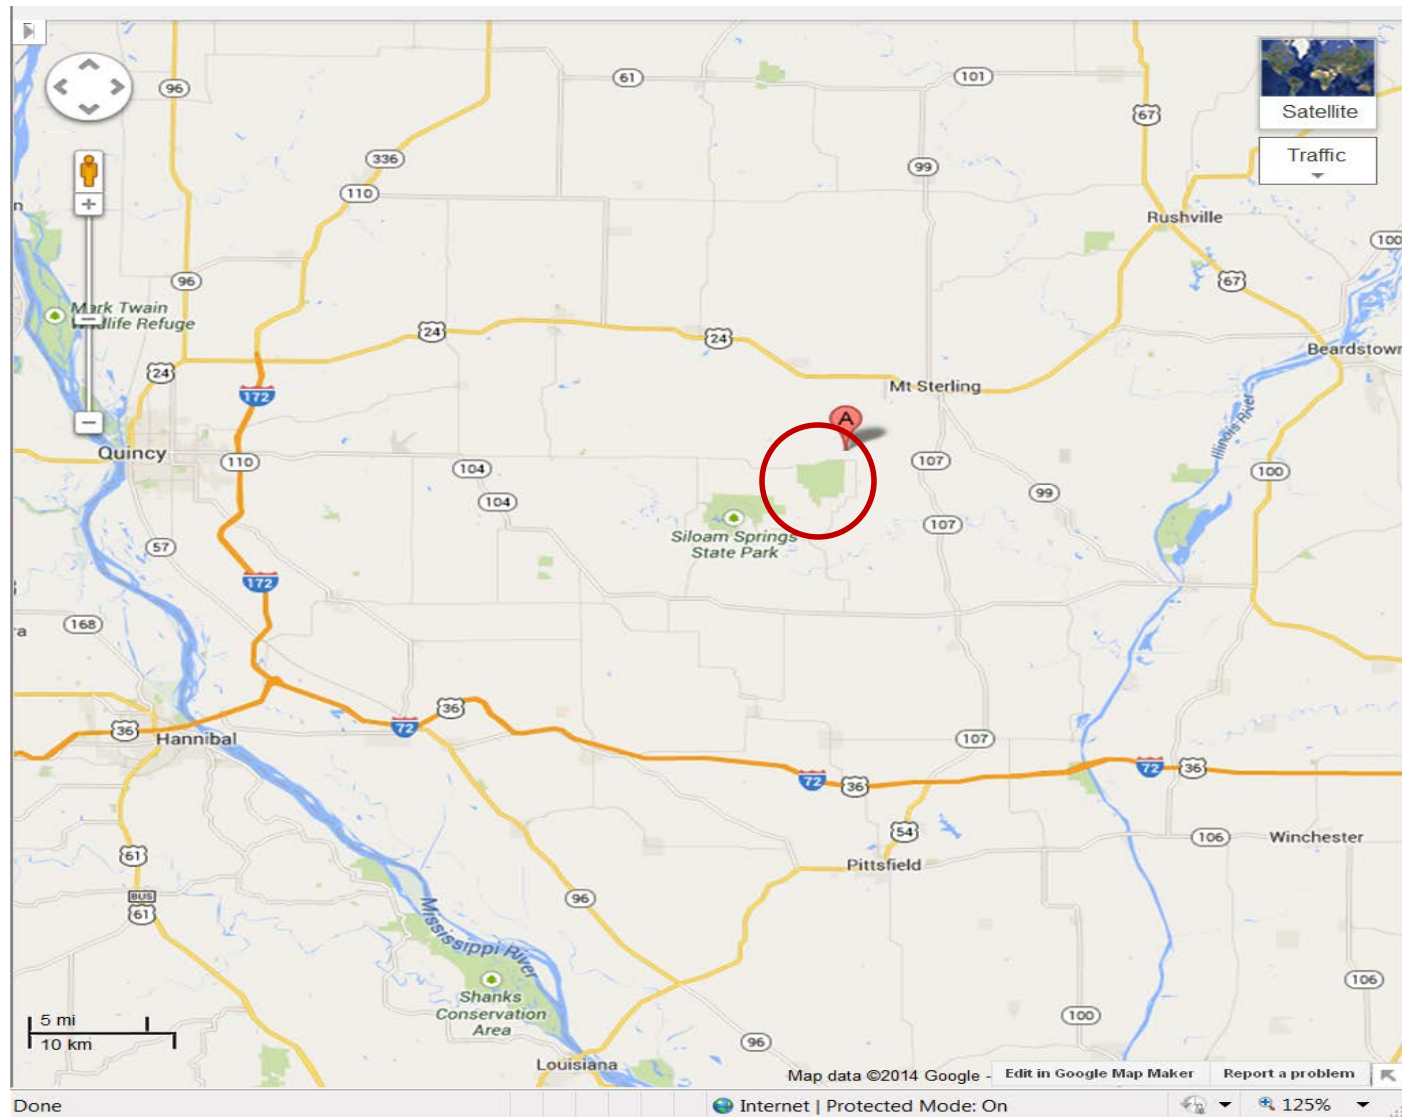 96
61
101
67
Satellite
336
99
Traffic
110
n
Rushville
100
96
67
Mark Twain
Wildlife Refuge
24
24
Beardstown
24
172
Mt Sterling
A
Illinois River
Quincy
110
104
107
100
104
99
107
Siloam Springs
State Park
57
172
168
a
36
72
36
Hannibal
107
72
36
72
36
54
106
Winchester
61
Pittsfield
BUS
61
96
Mississippi River
Shanks
Conservation
Area
106
5 mi
10 km
100
96
Louisiana
Map data ©2014 Google -
Edit in Google Map Maker
Report a problem
Done
Internet | Protected Mode: On
125%